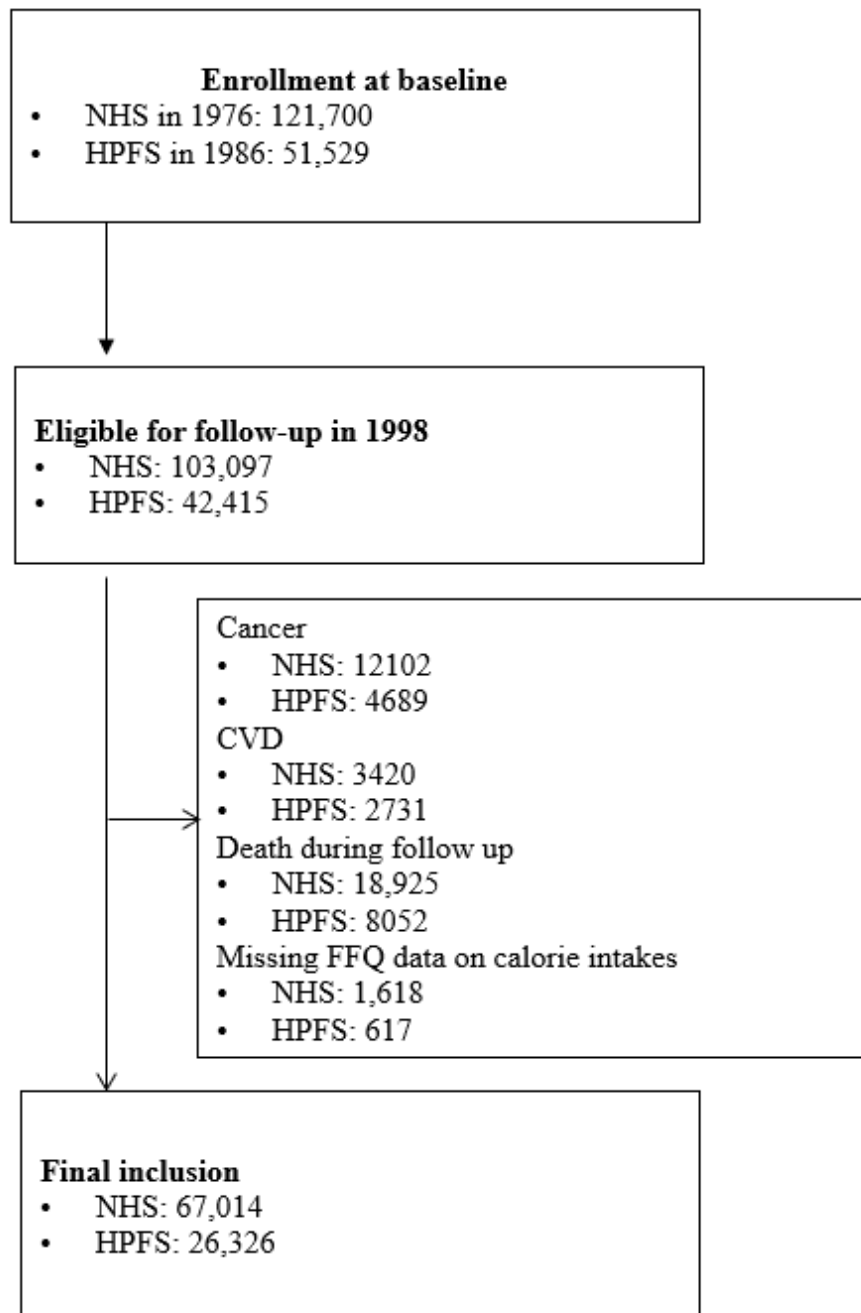 Enrollment at baseline
• NHS in 1976: 121,700
• HPFS in 1986: 51,529
Eligible for follow-up in 1998
• NHS: 103,097
• HPFS: 42,415
Cancer
• NHS: 12102
• HPFS: 4689
CVD
• NHS: 3420
• HPFS: 2731
Death during follow up
• NHS: 18,925
• HPFS: 8052
Missing FFQ data on calorie intakes
• NHS: 1,618
• HPFS: 617
Final inclusion
• NHS: 67,014
• HPFS: 26,326